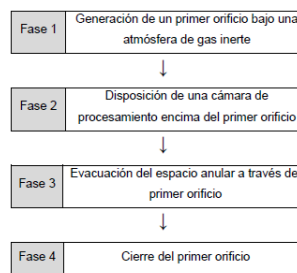 Fase 1
Generación de un primer orificio bajo una
atmósfera de gas inerte
↓
Fase 2
Disposición de una cámara de
procesamiento encima del primer orificio
↓
Fase 3
Evacuación del espacio anular a través de
primer orificio
↓
Fase 4
Cierre del primer orificio